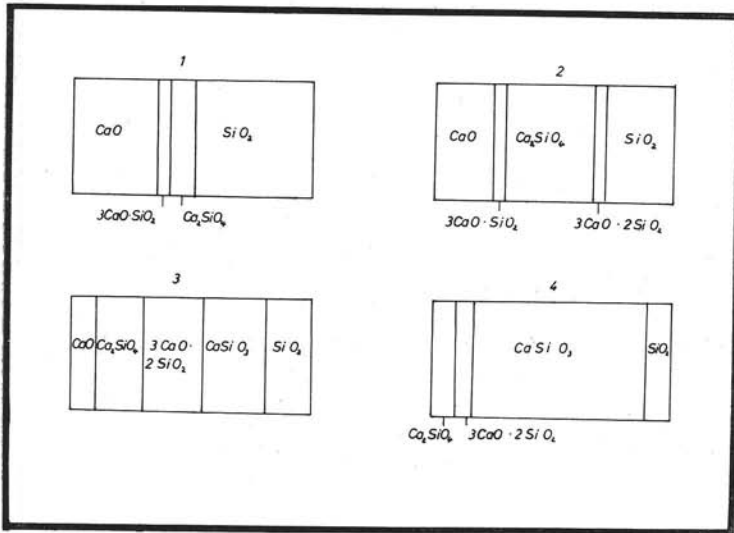 1
CaO
SiO₂
3CaO·SiO₂
Ca₂SiO₄
2
CaO
Ca₂SiO₄
SiO₂
3CaO·SiO₂
3CaO·2SiO₂
3
CaO
Ca₂SiO₄
3CaO·
2SiO₂
CaSiO₃
SiO₂
4
CaSiO₃
SiO₂
Ca₂SiO₄
3CaO·2SiO₂